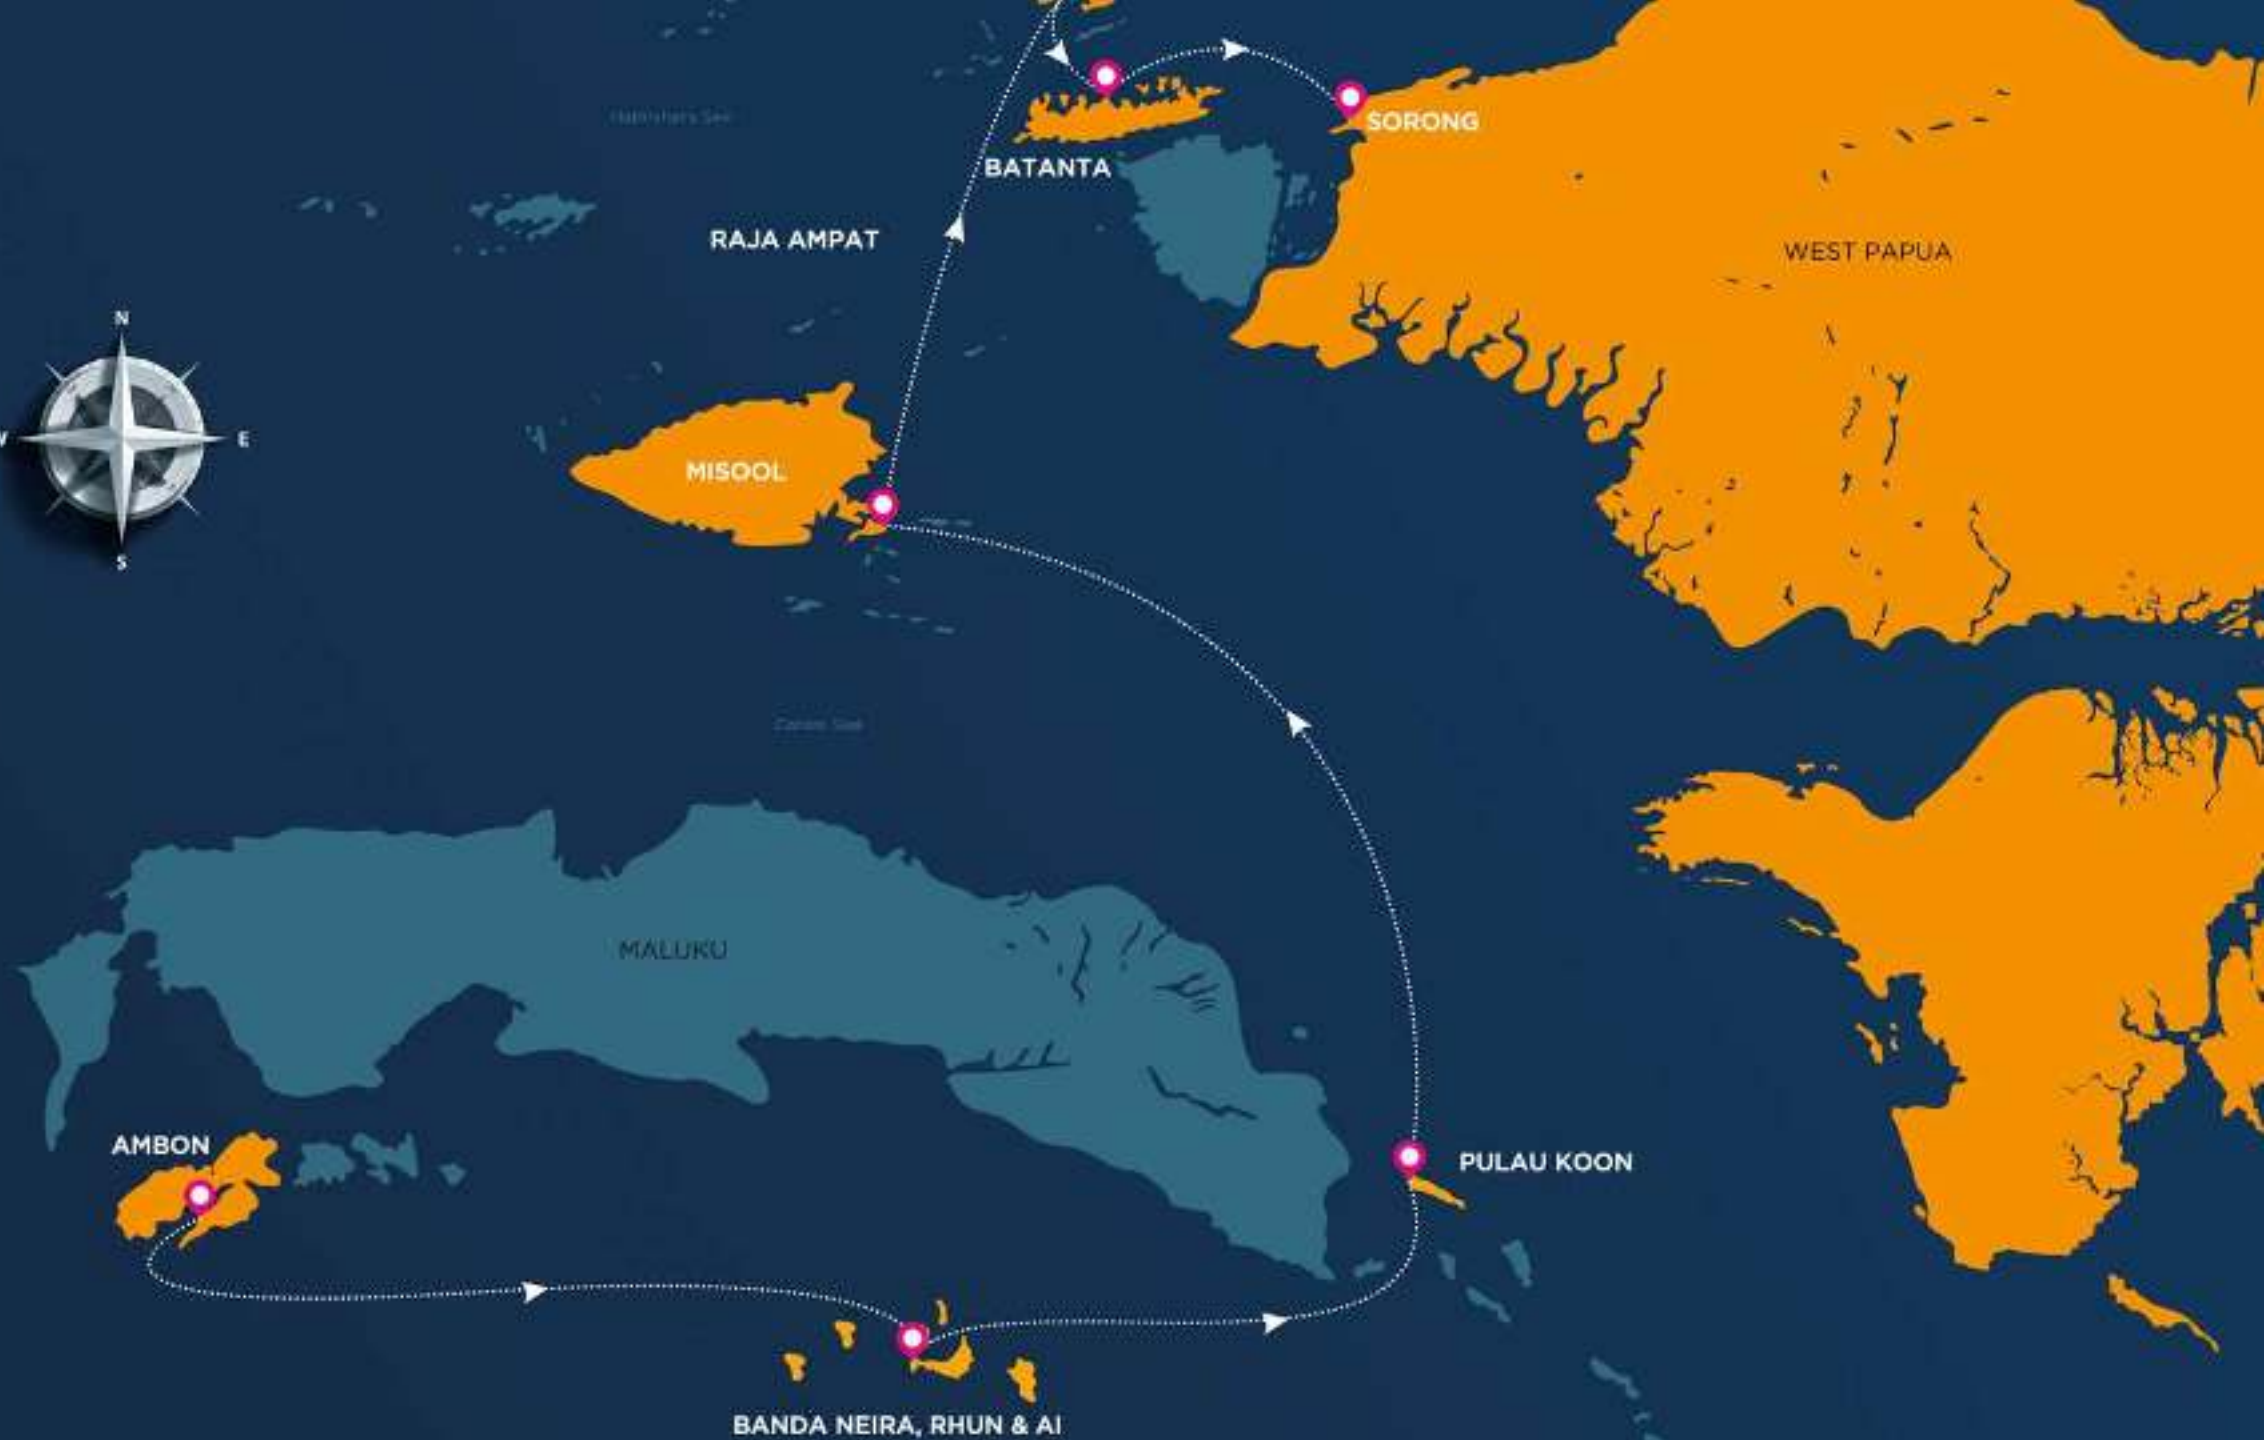 SORONG
BATANTA
RAJA AMPAT
WEST PAPUA
N
E
MISOOL
S
MALUKU
AMBON
PULAU KOON
BANDA NEIRA, RHUN & AI